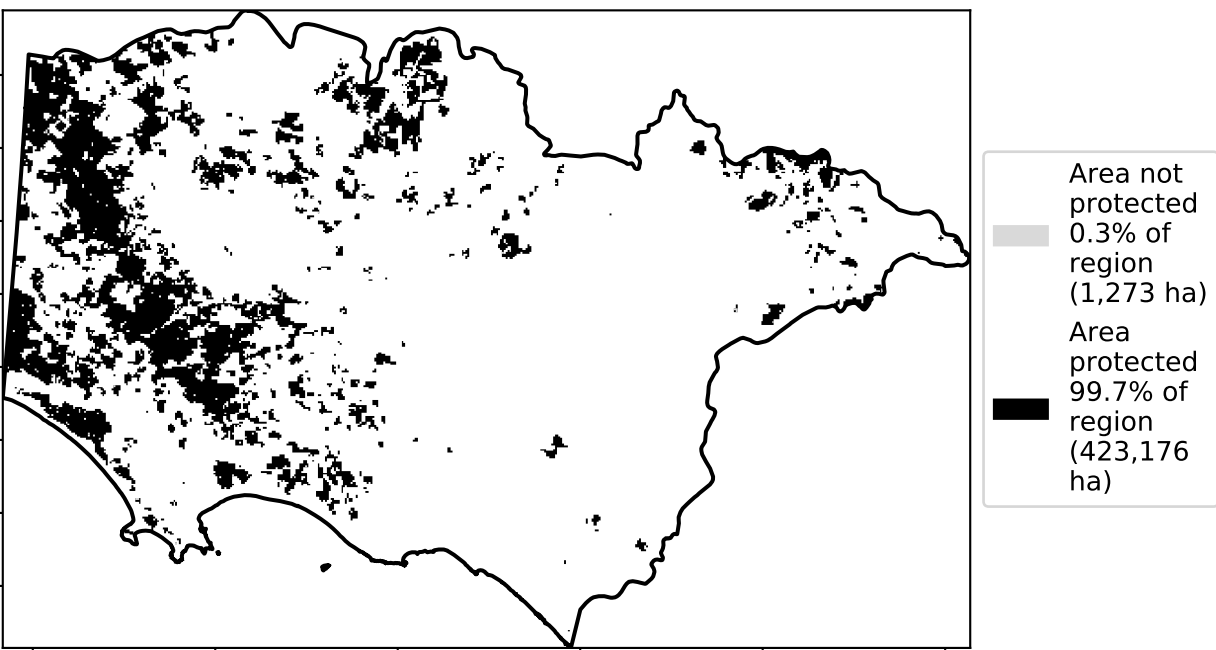 Area not
protected
0.3% of
region
(1,273 ha)
Area
protected
99.7% of
region
(423,176
ha)